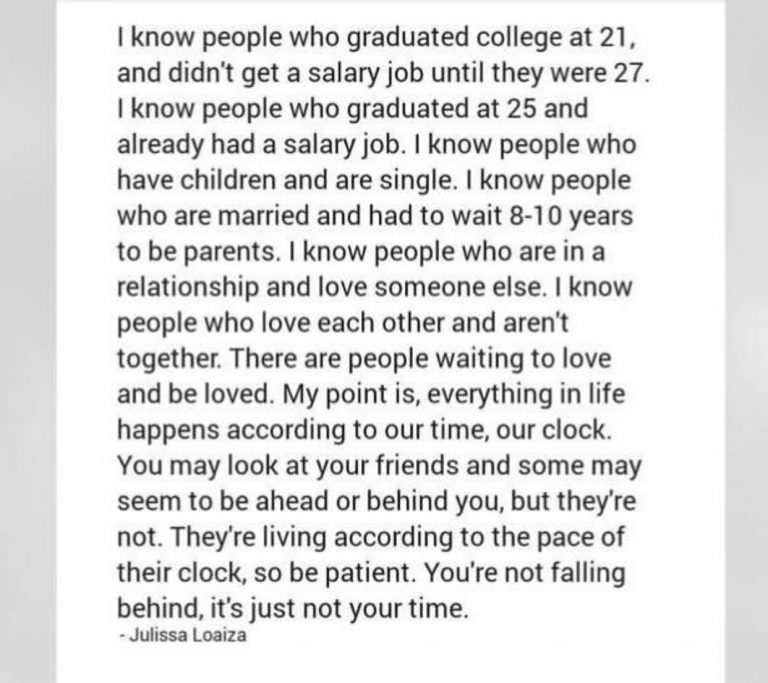 I know people who graduated college at 21,
and didn't get a salary job until they were 27.
I know people who graduated at 25 and
already had a salary job. I know people who
have children and are single. I know people
who are married and had to wait 8-10 years
to be parents. I know people who are in a
relationship and love someone else. I know
people who love each other and aren't
together. There are people waiting to love
and be loved. My point is, everything in life
happens according to our time, our clock.
You may look at your friends and some may
seem to be ahead or behind you, but they're
not. They're living according to the pace of
their clock, so be patient. You're not falling
behind, it's just not your time.
- Julissa Loaiza